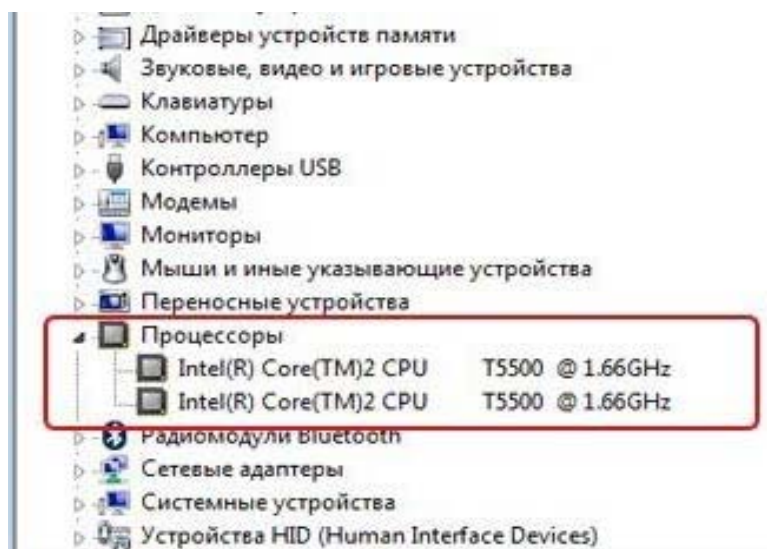 Драйверы устройств памяти
Звуковые, видео и игровые устройства
Клавиатуры
Компьютер
Контроллеры USB
Модемы
Мониторы
Мыши и иные указывающие устройства
Переносные устройства
Процессоры
Intel(R) Core(TM)2 CPU T5500 @ 1.66GHz
Intel(R) Core(TM)2 CPU T5500 @ 1.66GHz
Радиомодули Bluetooth
Сетевые адаптеры
Системные устройства
Устройства HID (Human Interface Devices)